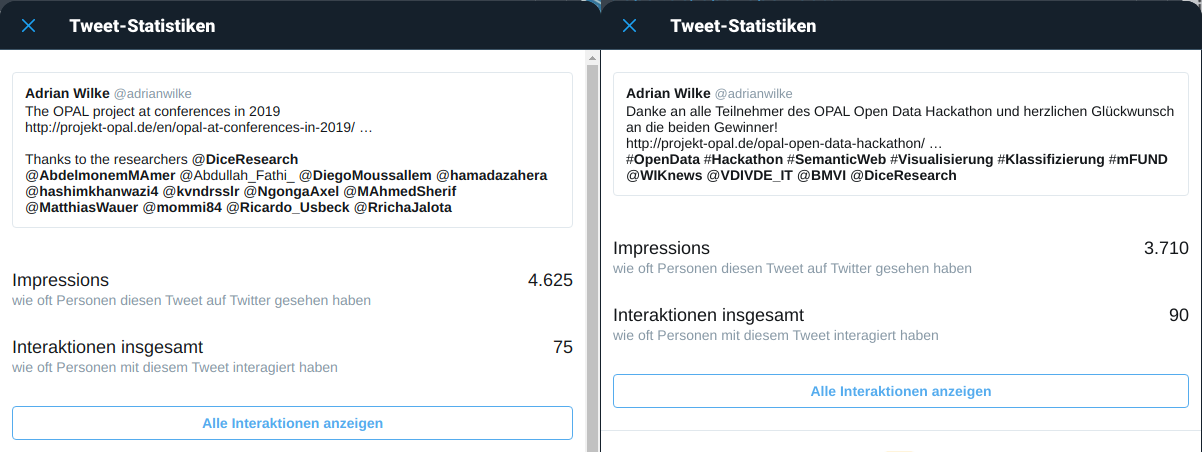 Tweet-Statistiken
Adrian Wilke @adrianwilke
The OPAL project at conferences in 2019
http://projekt-opal.de/en/opal-at-conferences-in-2019/ …
Thanks to the researchers @DiceResearch
@AbdelmonemMAmer @Abdullah_Fathi_ @DiegoMoussallem @hamadazahera
@hashimkhanwazi4 @kvndrsslr @NgongaAxel @MAhmedSherif
@MatthiasWauer @mommi84 @Ricardo_Usbeck @RrichaJalota
Impressions 4.625
wie oft Personen diesen Tweet auf Twitter gesehen haben
Interaktionen insgesamt 75
wie oft Personen mit diesem Tweet interagiert haben
Alle Interaktionen anzeigen
Tweet-Statistiken
Adrian Wilke @adrianwilke
Danke an alle Teilnehmer des OPAL Open Data Hackathon und herzlichen Glückwunsch
an die beiden Gewinner!
http://projekt-opal.de/opal-open-data-hackathon/ …
#OpenData #Hackathon #SemanticWeb #Visualisierung #Klassifizierung #mFUND
@WIKnews @VDIVDE_IT @BMVI @DiceResearch
Impressions 3.710
wie oft Personen diesen Tweet auf Twitter gesehen haben
Interaktionen insgesamt 90
wie oft Personen mit diesem Tweet interagiert haben
Alle Interaktionen anzeigen